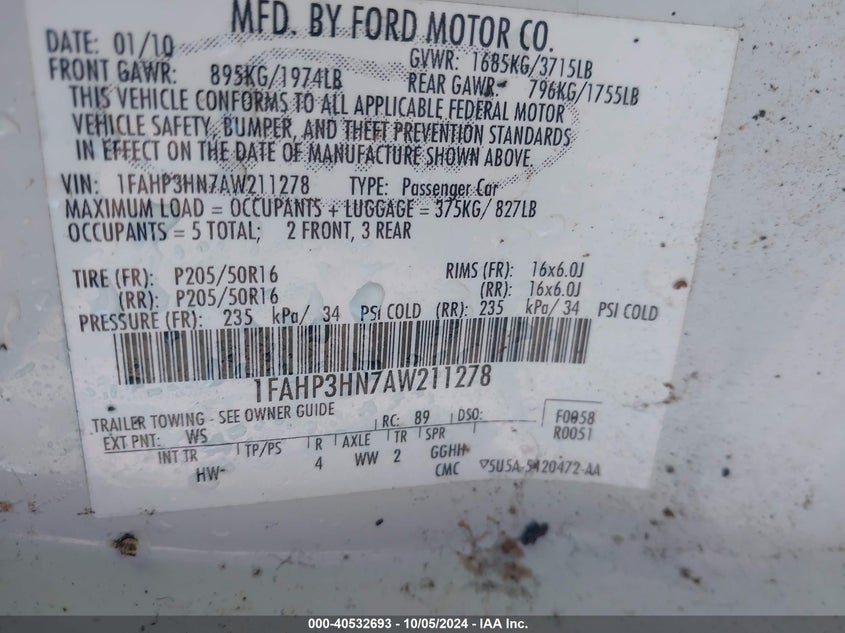 MFD. BY FORD MOTOR CO.
DATE: 01/10 GVWR: 1685KG/3715LB
FRONT GAWR: 895KG/1974LB REAR GAWR: 796KG/1755LB
THIS VEHICLE CONFORMS TO ALL APPLICABLE FEDERAL MOTOR
VEHICLE SAFETY, BUMPER, AND THEFT PREVENTION STANDARDS
IN EFFECT ON THE DATE OF MANUFACTURE SHOWN ABOVE.
VIN: 1FAHP3HN7AW211278 TYPE: Passenger Car
MAXIMUM LOAD = OCCUPANTS + LUGGAGE = 375KG/ 827LB
OCCUPANTS = 5 TOTAL; 2 FRONT, 3 REAR
TIRE (FR): P205/50R16 RIMS (FR): 16x6.0J
(RR): P205/50R16 (RR): 16x6.0J
PRESSURE (FR): 235 kPa/ 34 PSI COLD (RR): 235 kPa/ 34 PSI COLD
1FAHP3HN7AW211278
TRAILER TOWING - SEE OWNER GUIDE RC: 89 DSO: F0058
EXT PNT: WS R0051
INT TR TP/PS R AXLE TR SPR
HW 4 WW 2 GGHH
CMC 5U5A-5420472-AA
000-40532693 - 10/05/2024 - IAA Inc.